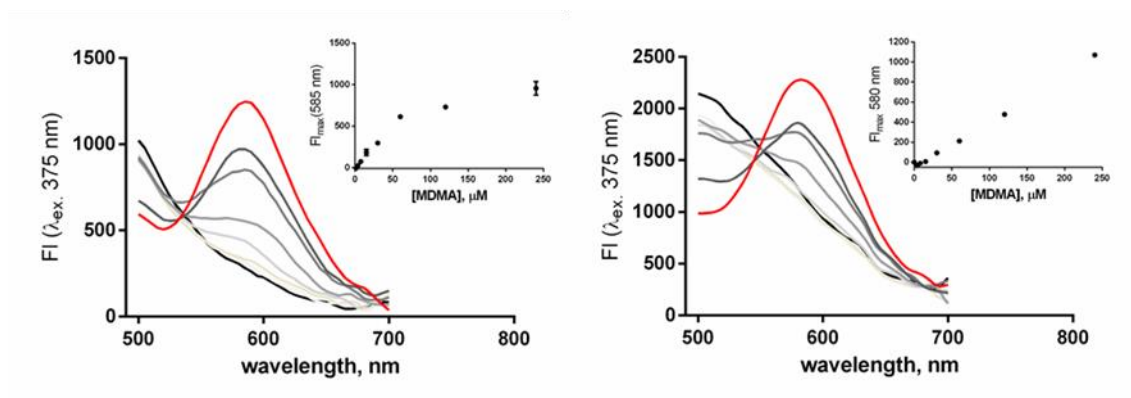 1500
1000
500
0
FI (λex. 375 nm)
500 600 700 800
wavelength, nm
1500
1000
500
0
FImax(585 nm)
0 50 100 150 200 250
[MDMA], μM
2500
2000
1500
1000
500
0
FI (λex. 375 nm)
500 600 700 800
wavelength, nm
1200
1000
800
600
400
200
0
FImax 580 nm
0 50 100 150 200 250
[MDMA], μM